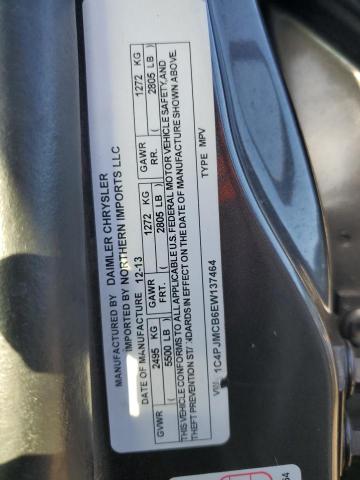 MANUFACTURED BY DAIMLER CHRYSLER
IMPORTED BY NORTHERN IMPORTS LLC
DATE OF MANUFACTURE 12-13
GVWR 2495 KG ( 5500 LB )
GAWR FRT. 1272 KG ( 2805 LB )
GAWR RR. 1272 KG ( 2805 LB )
THIS VEHICLE CONFORMS TO ALL APPLICABLE U.S. FEDERAL MOTOR VEHICLE SAFETY, AND
THEFT PREVENTION STANDARDS IN EFFECT ON THE DATE OF MANUFACTURE SHOWN ABOVE.
VIN: 1C4PJMCB6EW137464 TYPE MPV
64